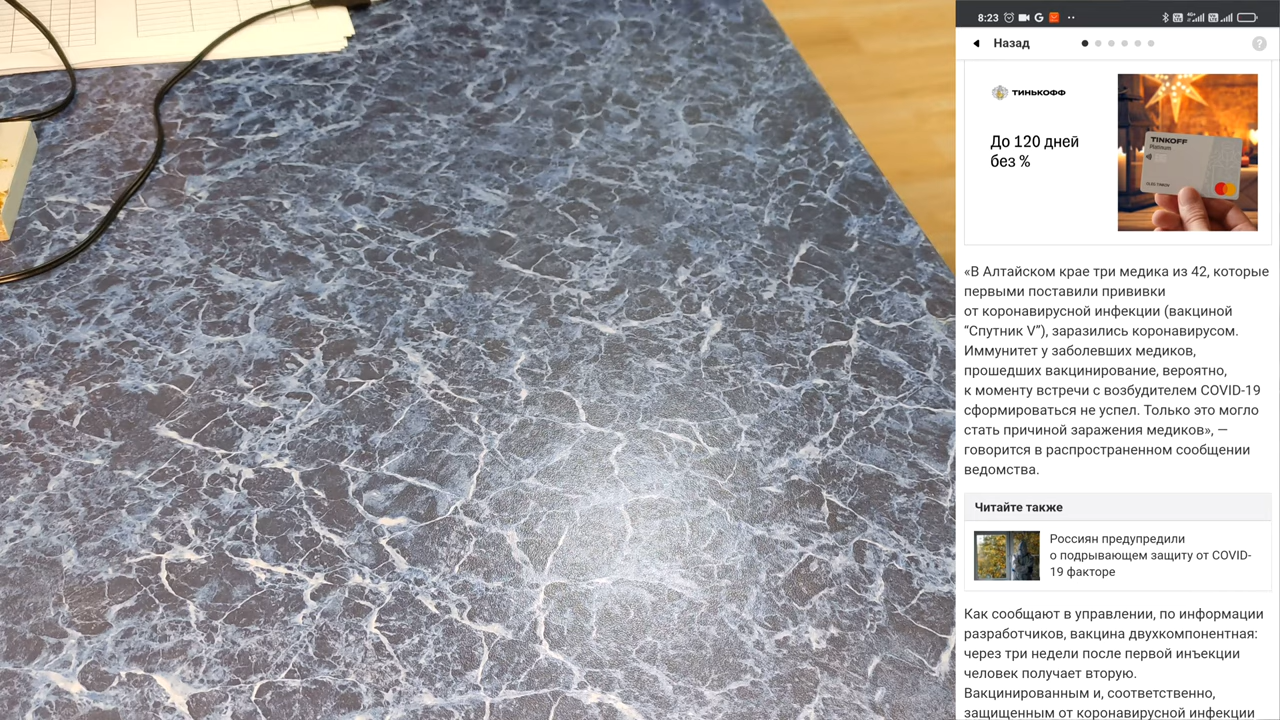 8:23
Назад
?
ТИНЬКОФФ
До 120 дней
без %
TINKOFF
Platinum
«В Алтайском крае три медика из 42, которые
первыми поставили прививки
от коронавирусной инфекции (вакциной
“Спутник V”), заразились коронавирусом.
Иммунитет у заболевших медиков,
прошедших вакцинирование, вероятно,
к моменту встречи с возбудителем COVID-19
сформироваться не успел. Только это могло
стать причиной заражения медиков», —
говорится в распространенном сообщении
ведомства.
Читайте также
Россиян предупредили
о подрывающем защиту от COVID-
19 факторе
Как сообщают в управлении, по информации
разработчиков, вакцина двухкомпонентная:
через три недели после первой инъекции
человек получает вторую.
Вакцинированным и, соответственно,
защищенным от коронавирусной инфекции